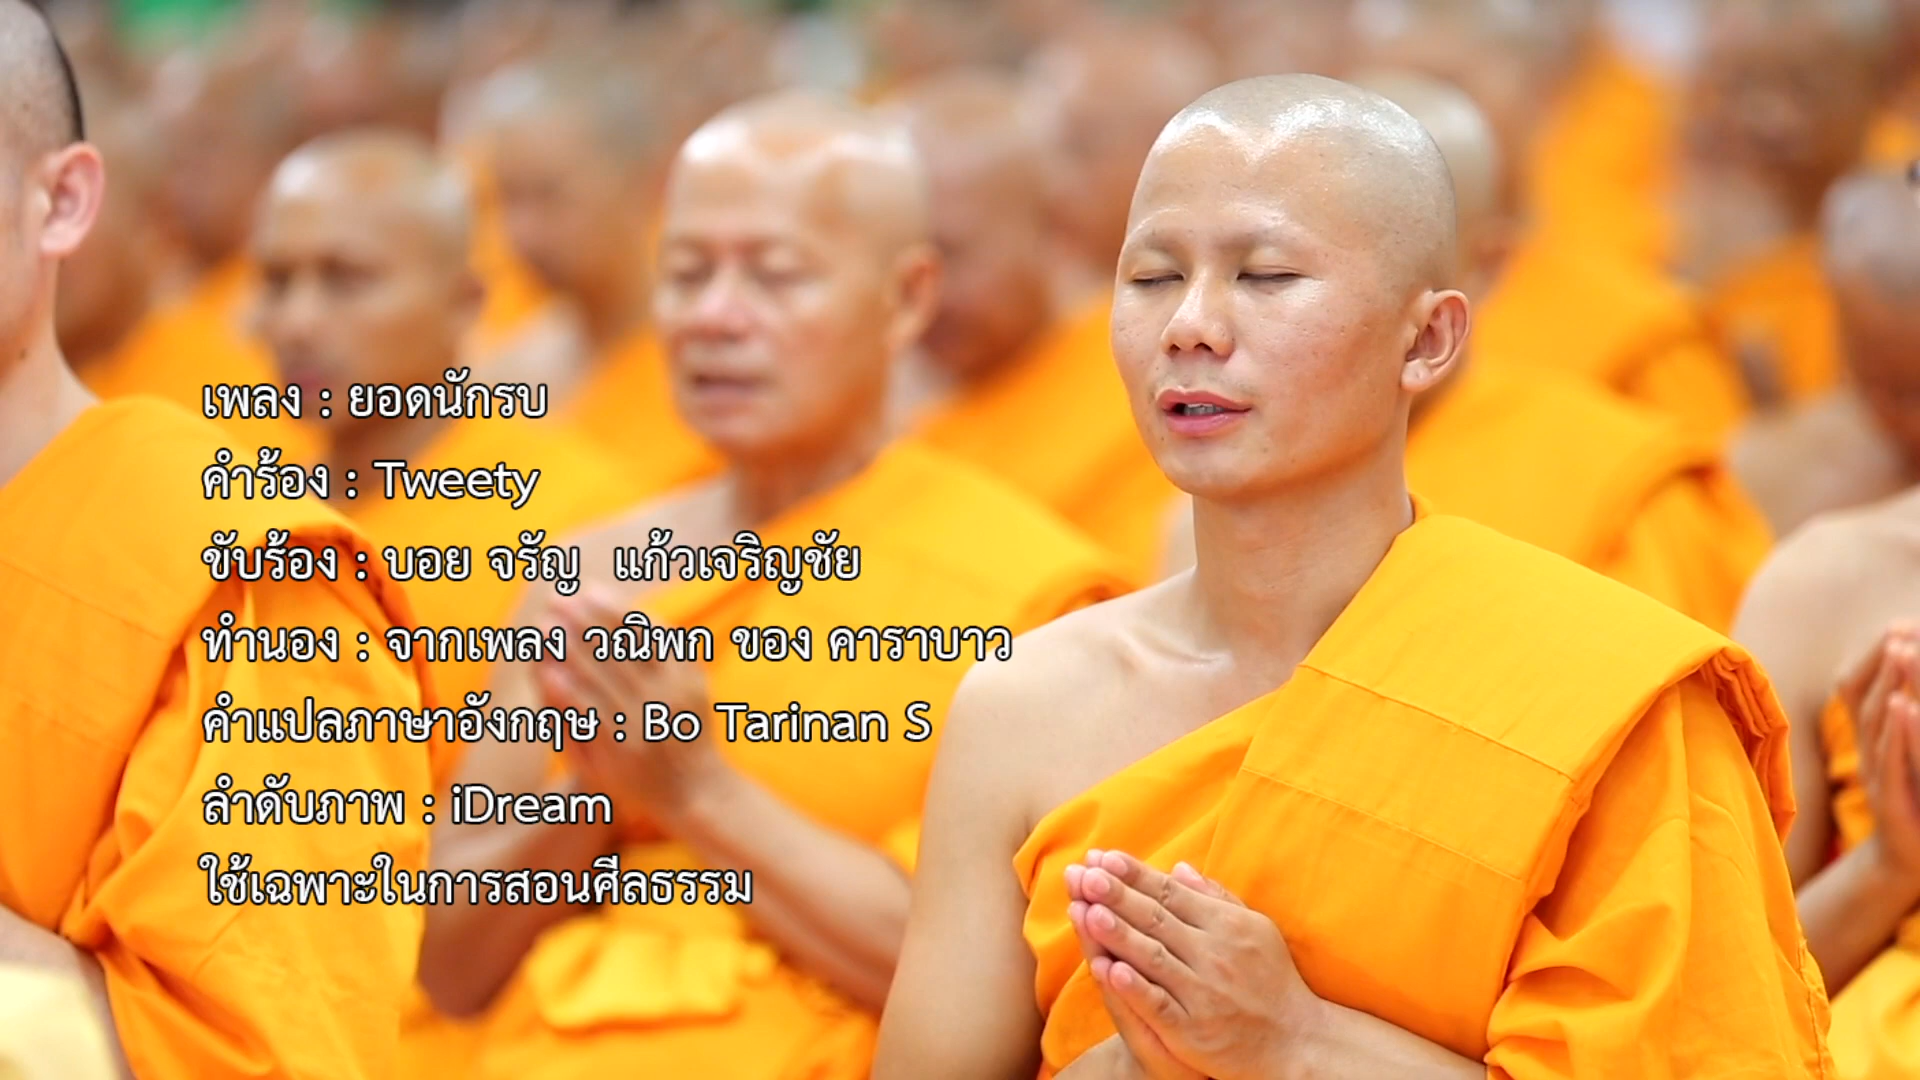 เพลง : ยอดนักรบ
คำร้อง : Tweety
ขับร้อง : บอย จรัญ แก้วเจริญชัย
ทำนอง : จากเพลง วณิพก ของ คาราบาว
คำแปลภาษาอังกฤษ : Bo Tarinan S
ลำดับภาพ : iDream
ใช้เฉพาะในการสอนศีลธรรม